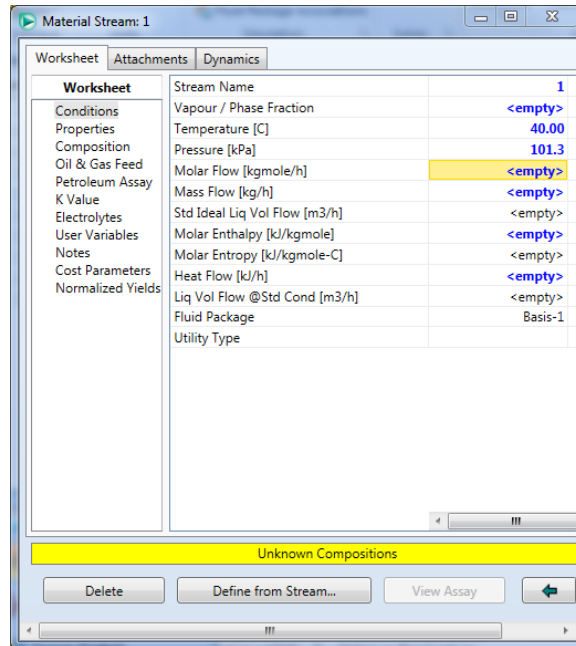 Material Stream: 1
Worksheet Attachments Dynamics
Worksheet
Conditions
Properties
Composition
Oil & Gas Feed
Petroleum Assay
K Value
Electrolytes
User Variables
Notes
Cost Parameters
Normalized Yields
Stream Name 1
Vapour / Phase Fraction <empty>
Temperature [C] 40.00
Pressure [kPa] 101.3
Molar Flow [kgmole/h] <empty>
Mass Flow [kg/h] <empty>
Std Ideal Liq Vol Flow [m3/h] <empty>
Molar Enthalpy [kJ/kgmole] <empty>
Molar Entropy [kJ/kgmole-C] <empty>
Heat Flow [kJ/h] <empty>
Liq Vol Flow @Std Cond [m3/h] <empty>
Fluid Package Basis-1
Utility Type
Unknown Compositions
Delete Define from Stream... View Assay